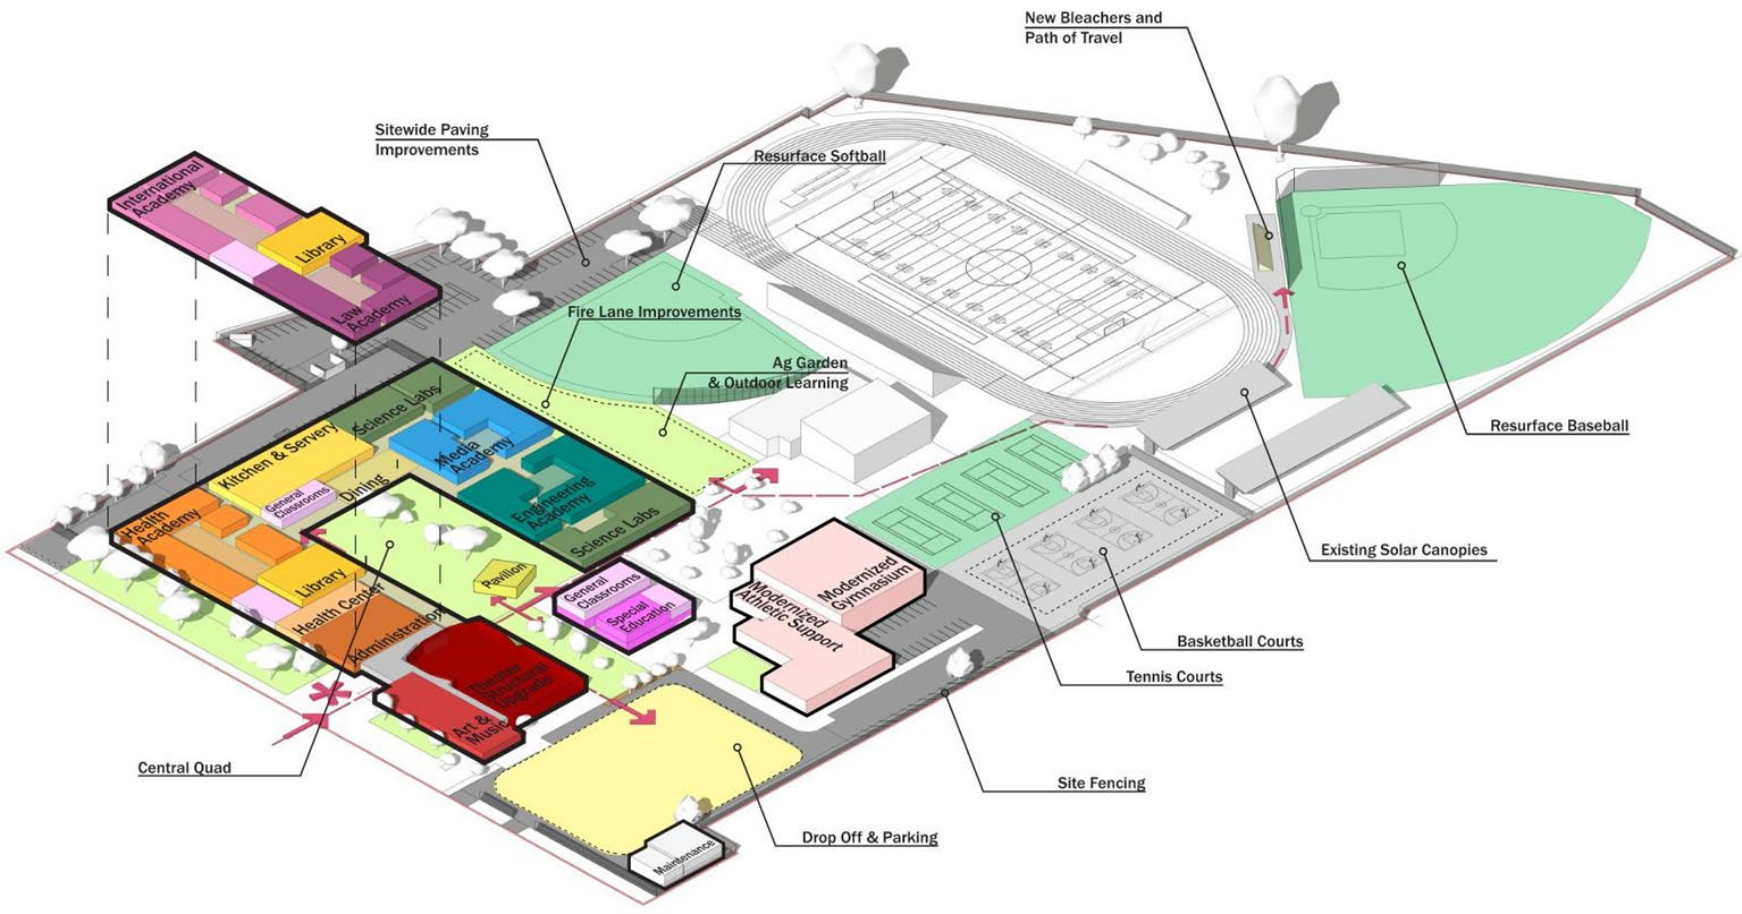 New Bleachers and
Path of Travel
Sitewide Paving
Improvements
Resurface Softball
International
Academy
Library
Law
Academy
Fire Lane Improvements
Ag Garden
& Outdoor Learning
Science Labs
Media
Academy
Kitchen & Servery
General
Classrooms
Dining
Engineering
Academy
Science Labs
Health
Academy
Library
Health Center
Administration
Pavilion
General
Classrooms
Special
Education
Modernized
Gymnasium
Modernized
Athletic Support
Theater
Structural
Upgrade
Art &
Music
Resurface Baseball
Existing Solar Canopies
Basketball Courts
Tennis Courts
Central Quad
Site Fencing
Drop Off & Parking
Maintenance